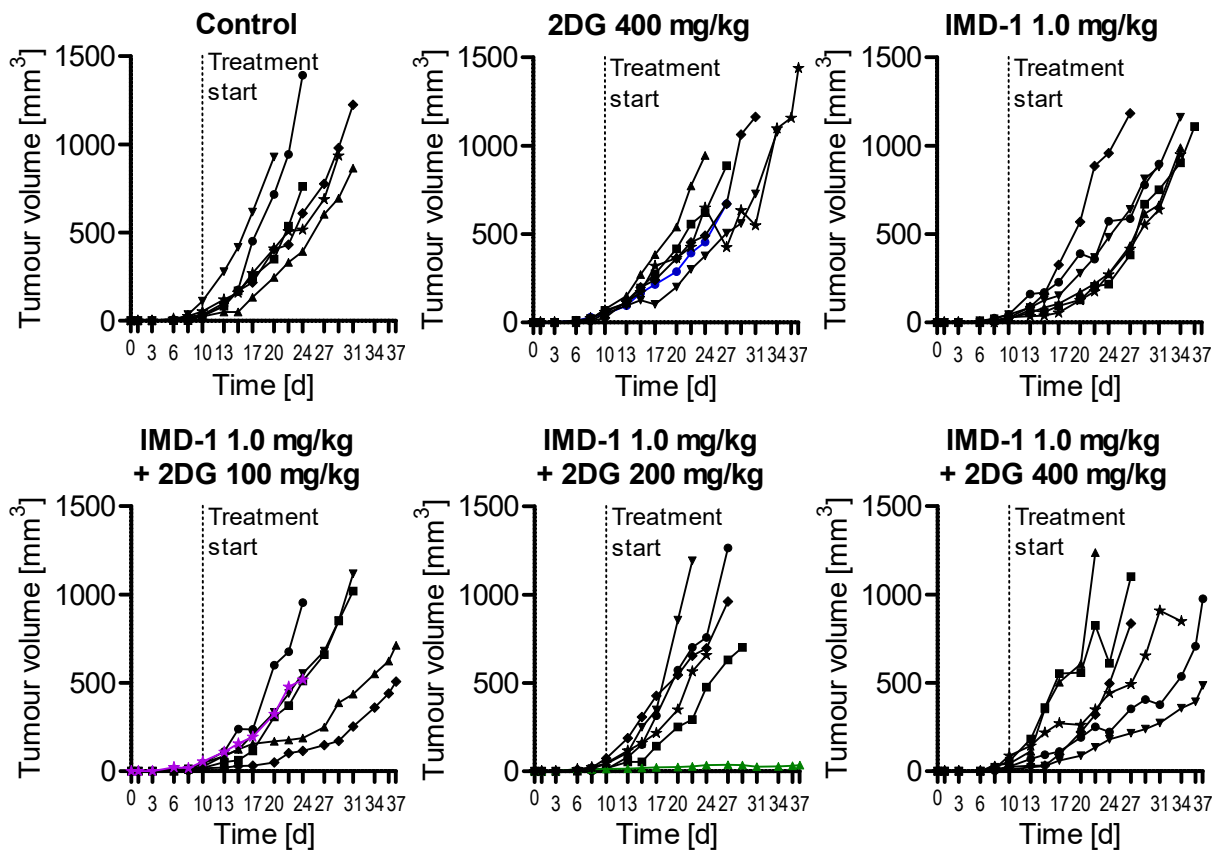 Control
1500
1000
500
0
Tumour volume [mm³]
Treatment
start
0 3 6 10 13 17 20 24 27 31 34 37
Time [d]
2DG 400 mg/kg
1500
1000
500
0
Tumour volume [mm³]
Treatment
start
0 3 6 10 13 17 20 24 27 31 34 37
Time [d]
IMD-1 1.0 mg/kg
1500
1000
500
0
Tumour volume [mm³]
Treatment
start
0 3 6 10 13 17 20 24 27 31 34 37
Time [d]
IMD-1 1.0 mg/kg
+ 2DG 100 mg/kg
1500
1000
500
0
Tumour volume [mm³]
Treatment
start
0 3 6 10 13 17 20 24 27 31 34 37
Time [d]
IMD-1 1.0 mg/kg
+ 2DG 200 mg/kg
1500
1000
500
0
Tumour volume [mm³]
Treatment
start
0 3 6 10 13 17 20 24 27 31 34 37
Time [d]
IMD-1 1.0 mg/kg
+ 2DG 400 mg/kg
1500
1000
500
0
Tumour volume [mm³]
Treatment
start
0 3 6 10 13 17 20 24 27 31 34 37
Time [d]